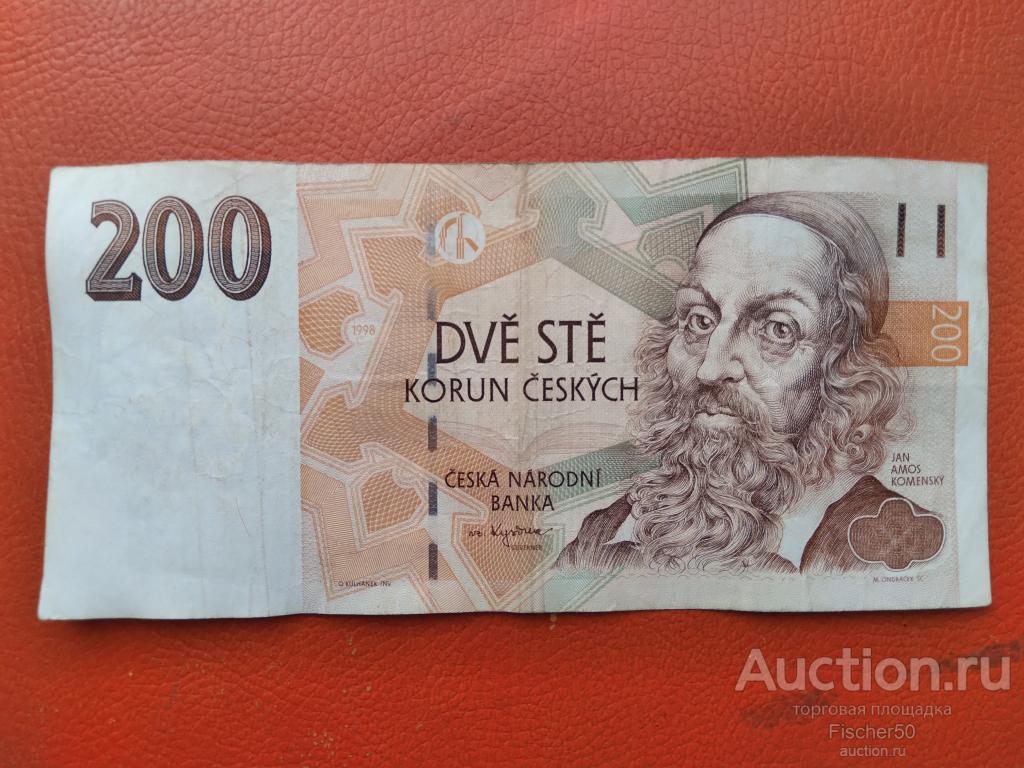 200
1998
DVĚ STĚ
KORUN ČESKÝCH
ČESKÁ NÁRODNÍ
BANKA
GUVERNÉR
O. KULHÁNEK INV.
200
JAN
AMOS
KOMENSKÝ
M. ONDRÁČEK SC.
Auction.ru
торговая площадка
Fischer50
auction.ru